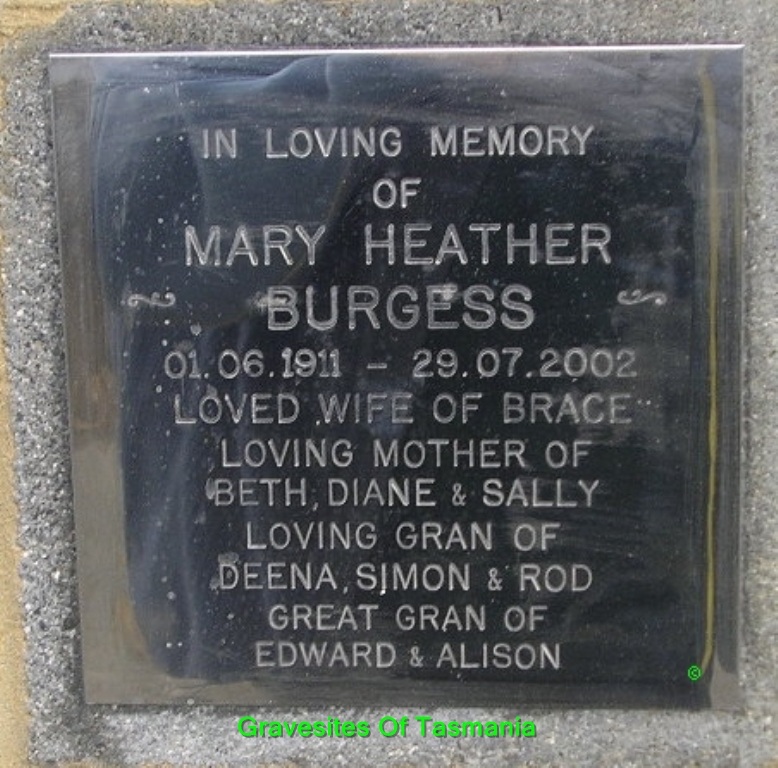 IN LOVING MEMORY
OF
MARY HEATHER
BURGESS
01.06.1911 - 29.07.2002
LOVED WIFE OF BRACE
LOVING MOTHER OF
BETH, DIANE & SALLY
LOVING GRAN OF
DEENA, SIMON & ROD
GREAT GRAN OF
EDWARD & ALISON
©
Gravesites Of Tasmania